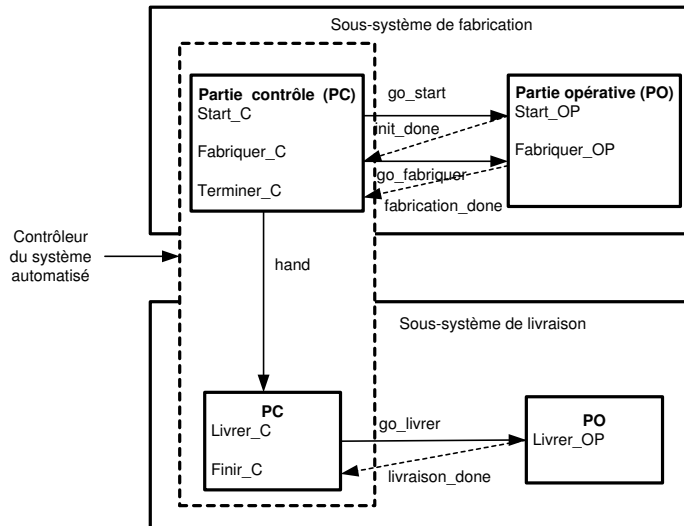 Sous-système de fabrication
Partie contrôle (PC)
Start_C
Fabriquer_C
Terminer_C
go_start
init_done
go_fabriquer
fabrication_done
Partie opérative (PO)
Start_OP
Fabriquer_OP
Contrôleur
du système
automatisé
hand
Sous-système de livraison
PC
Livrer_C
Finir_C
go_livrer
livraison_done
PO
Livrer_OP